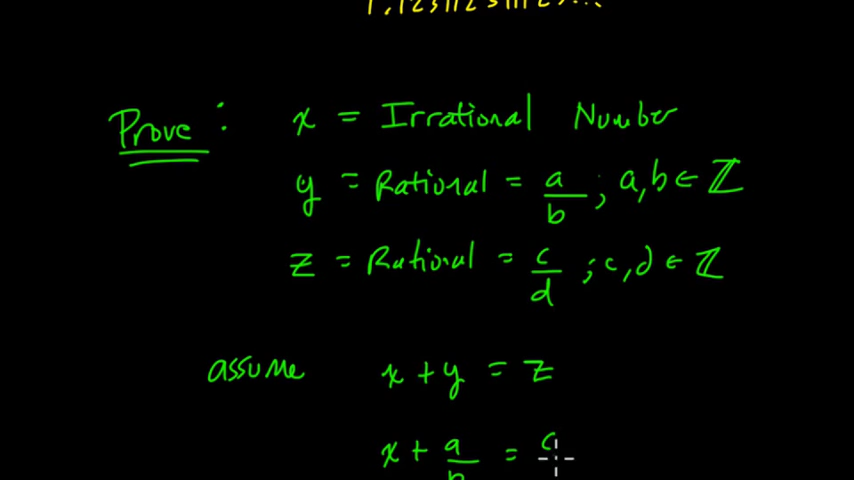 Prove : x = Irrational Number
y = Rational = a/b ; a,b ∈ ℤ
z = Rational = c/d ; c,d ∈ ℤ
assume x + y = z
x + a/b = c